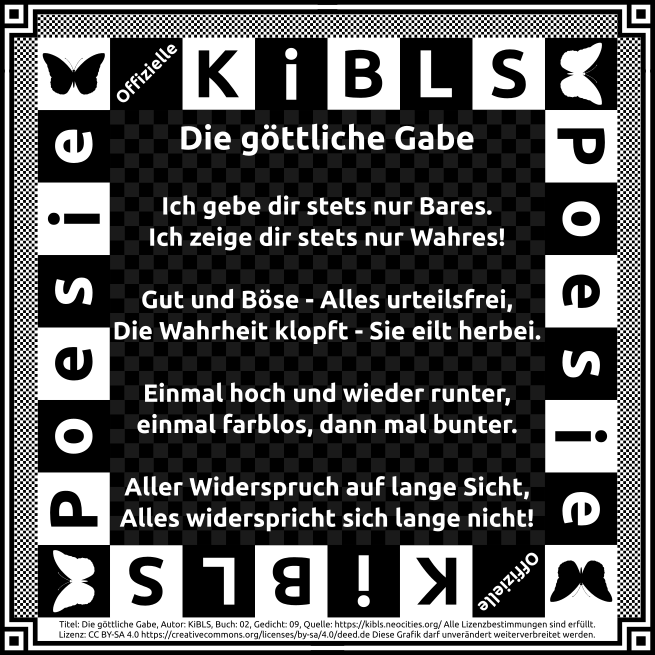 Offizielle KiBLS
Poesie
Die göttliche Gabe
Ich gebe dir stets nur Bares.
Ich zeige dir stets nur Wahres!
Gut und Böse - Alles urteilsfrei,
Die Wahrheit klopft - Sie eilt herbei.
Einmal hoch und wieder runter,
einmal farblos, dann mal bunter.
Aller Widerspruch auf lange Sicht,
Alles widerspricht sich lange nicht!
Poesie
Offizielle KiBLS
Titel: Die göttliche Gabe, Autor: KiBLS, Buch: 02, Gedicht: 09, Quelle: https://kibls.neocities.org/ Alle Lizenzbestimmungen sind erfüllt.
Lizenz: CC BY-SA 4.0 https://creativecommons.org/licenses/by-sa/4.0/deed.de Diese Grafik darf unverändert weiterverbreitet werden.